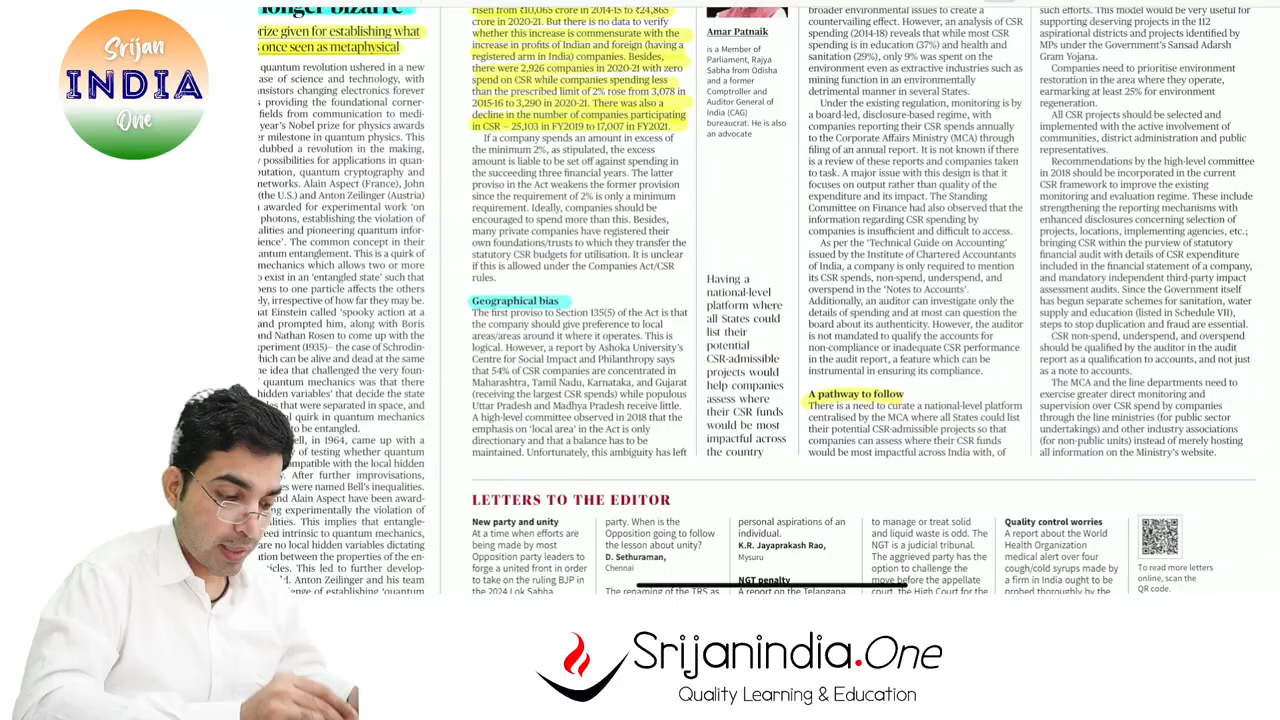 Srijan
INDIA
One
onger bizarre
rize given for establishing what
s once seen as metaphysical
quantum revolution ushered in a new
ase of science and technology, with
nsistors changing electronics forever
s providing the foundational corner-
fields from communication to medi-
year's Nobel prize for physics awards
er milestone in quantum physics. This
dubbed a revolution in the making,
y possibilities for applications in quan-
putation, quantum cryptography and
networks. Alain Aspect (France), John
(the U.S.) and Anton Zeilinger (Austria)
awarded for experimental work 'on
photons, establishing the violation of
alities and pioneering quantum infor-
ience'. The common concept in their
uantum entanglement. This is a quirk of
mechanics which allows two or more
o exist in an 'entangled state' such that
pens to one particle affects the others
ly, irrespective of how far they may be.
hat Einstein called 'spooky action at a
and prompted him, along with Boris
and Nathan Rosen to come up with the
xperiment (1935)– the case of Schrodin-
hich can be alive and dead at the same
he idea that challenged the very foun-
quantum mechanics was that there
hidden variables' that decide the state
s that were separated in space, and
l quirk in quantum mechanics
to be entangled.
ell, in 1964, came up with a
y of testing whether quantum
ompatible with the local hidden
. After further improvisations,
es were named Bell's inequalities.
nd Alain Aspect have been award-
ng experimentally the violation of
lities. This implies that entangle-
eed intrinsic to quantum mechanics,
are no local hidden variables dictating
ation between the properties of the en-
icles. This led to further develop-
d. Anton Zeilinger and his team
enge of establishing 'quantum
risen from ₹10,065 crore in 2014-15 to ₹24,865
crore in 2020-21. But there is no data to verify
whether this increase is commensurate with the
increase in profits of Indian and foreign (having a
registered arm in India) companies. Besides,
there were 2,926 companies in 2020-21 with zero
spend on CSR while companies spending less
than the prescribed limit of 2% rose from 3,078 in
2015-16 to 3,290 in 2020-21. There was also a
decline in the number of companies participating
in CSR – 25,103 in FY2019 to 17,007 in FY2021.
If a company spends an amount in excess of
the minimum 2%, as stipulated, the excess
amount is liable to be set off against spending in
the succeeding three financial years. The latter
proviso in the Act weakens the former provision
since the requirement of 2% is only a minimum
requirement. Ideally, companies should be
encouraged to spend more than this. Besides,
many private companies have registered their
own foundations/trusts to which they transfer the
statutory CSR budgets for utilisation. It is unclear
if this is allowed under the Companies Act/CSR
rules.
Geographical bias
The first proviso to Section 135(5) of the Act is that
the company should give preference to local
areas/areas around where it operates. This is
logical. However, a report by Ashoka University's
Centre for Social Impact and Philanthropy says
that 54% of CSR companies are concentrated in
Maharashtra, Tamil Nadu, Karnataka, and Gujarat
(receiving the largest CSR spends) while populous
Uttar Pradesh and Madhya Pradesh receive little.
A high-level committee observed in 2018 that the
emphasis on 'local area' in the Act is only
directionary and that a balance has to be
maintained. Unfortunately, this ambiguity has left
Amar Patnaik
is a Member of
Parliament, Rajya
Sabha from Odisha
and a former
Comptroller and
Auditor General of
India (CAG)
bureaucrat. He is also
an advocate
Having a
national-level
platform where
all States could
list their
potential
CSR-admissible
projects would
help companies
assess where
their CSR funds
would be most
impactful across
the country
broader environmental issues to create a
countervailing effect. However, an analysis of CSR
spending (2014-18) reveals that while most CSR
spending is in education (37%) and health and
sanitation (29%), only 9% was spent on the
environment even as extractive industries such as
mining function in an environmentally
detrimental manner in several States.
Under the existing regulation, monitoring is by
a board-led, disclosure-based regime, with
companies reporting their CSR spends annually
to the Corporate Affairs Ministry (MCA) through
filing of an annual report. It is not known if there
is a review of these reports and companies taken
to task. A major issue with this design is that it
focuses on output rather than quality of the
expenditure and its impact. The Standing
Committee on Finance had also observed that the
information regarding CSR spending by
companies is insufficient and difficult to access.
As per the 'Technical Guide on Accounting'
issued by the Institute of Chartered Accountants
of India, a company is only required to mention
its CSR spends, non-spend, underspend, and
overspend in the 'Notes to Accounts'.
Additionally, an auditor can investigate only the
details of spending and at most can question the
board about its authenticity. However, the auditor
is not mandated to qualify the accounts for
non-compliance or inadequate CSR performance
in the audit report, a feature which can be
instrumental in ensuring its compliance.
A pathway to follow
There is a need to curate a national-level platform
centralised by the MCA where all States could list
their potential CSR-admissible projects so that
companies can assess where their CSR funds
would be most impactful across India with, of
such efforts. This model would be very useful for
supporting deserving projects in the 112
aspirational districts and projects identified by
MPs under the Government's Sansad Adarsh
Gram Yojana.
Companies need to prioritise environment
restoration in the area where they operate,
earmarking at least 25% for environment
regeneration.
All CSR projects should be selected and
implemented with the active involvement of
communities, district administration and public
representatives.
Recommendations by the high-level committee
in 2018 should be incorporated in the current
CSR framework to improve the existing
monitoring and evaluation regime. These include
strengthening the reporting mechanisms with
enhanced disclosures concerning selection of
projects, locations, implementing agencies, etc.;
bringing CSR within the purview of statutory
financial audit with details of CSR expenditure
included in the financial statement of a company,
and mandatory independent third-party impact
assessment audits. Since the Government itself
has begun separate schemes for sanitation, water
supply and education (listed in Schedule VII),
steps to stop duplication and fraud are essential.
CSR non-spend, underspend, and overspend
should be qualified by the auditor in the audit
report as a qualification to accounts, and not just
as a note to accounts.
The MCA and the line departments need to
exercise greater direct monitoring and
supervision over CSR spend by companies
through the line ministries (for public sector
undertakings) and other industry associations
(for non-public units) instead of merely hosting
all information on the Ministry's website.
LETTERS TO THE EDITOR
New party and unity
At a time when efforts are
being made by most
Opposition party leaders to
forge a united front in order
to take on the ruling BJP in
the 2024 Lok Sabha
party. When is the
Opposition going to follow
the lesson about unity?
D. Sethuraman,
Chennai
The renaming of the TRS as
personal aspirations of an
individual.
K.R. Jayaprakash Rao,
Mysuru
NGT penalty
A report on the Telangana
to manage or treat solid
and liquid waste is odd. The
NGT is a judicial tribunal.
The aggrieved party has the
option to challenge the
move before the appellate
court, the High Court for the
Quality control worries
A report about the World
Health Organization
medical alert over four
cough/cold syrups made by
a firm in India ought to be
probed thoroughly by the
To read more letters
online, scan the
QR code.
Srijanindia.One
Quality Learning & Education